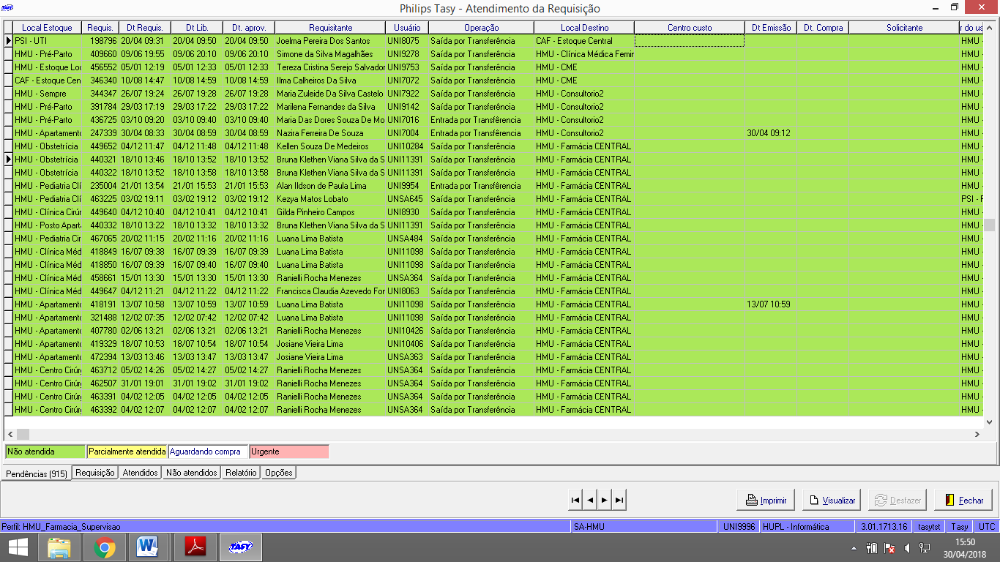 TASY Philips Tasy - Atendimento da Requisição
Local Estoque Requis. Dt Requis. Dt Lib. Dt. aprov. Requisitante Usuário Operação Local Destino Centro custo Dt Emissão Dt. Compra Solicitante r do us
PSI - UTI 198796 20/04 09:31 20/04 09:50 20/04 09:50 Joelma Pereira Dos Santos UNI8075 Saída por Transferência CAF - Estoque Central HMU -
HMU - Pré-Parto 409660 09/06 19:55 09/06 20:10 09/06 20:10 Simone da Silva Magalhães UNI9278 Saída por Transferência HMU - Clínica Médica Femir HMU -
HMU - Estoque Loc 456552 05/01 12:19 05/01 12:33 05/01 12:33 Tereza Cristina Serejo Salvador UNI9753 Saída por Transferência HMU - CME HMU -
CAF - Estoque Cen 346340 10/08 14:47 10/08 14:59 10/08 14:59 Ilma Calheiros Da Silva UNI7072 Saída por Transferência HMU - CME HMU -
HMU - Sempre 344347 26/07 19:24 26/07 19:28 26/07 19:28 Maria Zuleide Da Silva Castelo UNI7922 Saída por Transferência HMU - Consultorio2 HMU -
HMU - Pré-Parto 391784 29/03 17:19 29/03 17:22 29/03 17:22 Marilena Fernandes da Silva UNI9142 Saída por Transferência HMU - Consultorio2 HMU -
HMU - Pré-Parto 436725 03/10 09:20 03/10 09:40 03/10 09:40 Maria Das Dores Souza De Mo UNI7016 Entrada por Transfêrencia HMU - Consultorio2 HMU -
HMU - Apartamento 247339 30/04 08:33 30/04 08:59 30/04 08:59 Nazira Ferreira De Souza UNI7004 Entrada por Transfêrencia HMU - Consultorio2 30/04 09:12 HMU -
HMU - Obstetrícia 449652 04/12 11:47 04/12 11:48 04/12 11:48 Kellen Souza De Medeiros UNI10284 Saída por Transferência HMU - Farmácia CENTRAL HMU -
HMU - Obstetrícia 440321 18/10 13:46 18/10 13:52 18/10 13:52 Bruna Klethen Viana Silva da S UNI11391 Saída por Transferência HMU - Farmácia CENTRAL HMU -
HMU - Obstetrícia 440322 18/10 13:52 18/10 13:58 18/10 13:58 Bruna Klethen Viana Silva da S UNI11391 Saída por Transferência HMU - Farmácia CENTRAL HMU -
HMU - Pediatria Clí 235004 21/01 13:54 21/01 15:53 21/01 15:53 Alan Ildson de Paula Lima UNI9954 Entrada por Transfêrencia HMU - Farmácia CENTRAL HMU -
HMU - Pediatria Clí 463225 03/02 19:11 03/02 19:12 03/02 19:12 Kezya Matos Lobato UNSA645 Saída por Transferência HMU - Farmácia CENTRAL PSI - F
HMU - Clínica Cirúr 449640 04/12 10:40 04/12 10:41 04/12 10:41 Gilda Pinheiro Campos UNI8930 Saída por Transferência HMU - Farmácia CENTRAL HMU -
HMU - Posto Apart 440332 18/10 13:22 18/10 13:32 18/10 13:32 Bruna Klethen Viana Silva da S UNI11391 Saída por Transferência HMU - Farmácia CENTRAL HMU -
HMU - Pediatria Cir 467065 20/02 11:15 20/02 11:16 20/02 11:16 Luana Lima Batista UNSA484 Saída por Transferência HMU - Farmácia CENTRAL HMU -
HMU - Clínica Méd 418849 16/07 09:38 16/07 09:39 16/07 09:39 Luana Lima Batista UNI11098 Saída por Transferência HMU - Farmácia CENTRAL HMU -
HMU - Clínica Méd 418850 16/07 09:39 16/07 09:40 16/07 09:40 Luana Lima Batista UNI11098 Saída por Transferência HMU - Farmácia CENTRAL HMU -
HMU - Clínica Méd 458661 15/01 13:30 15/01 13:30 15/01 13:30 Ranielli Rocha Menezes UNSA364 Saída por Transferência HMU - Farmácia CENTRAL HMU -
HMU - Clínica Méd 449647 04/12 11:21 04/12 11:22 04/12 11:22 Francisca Claudia Azevedo For UNI8063 Saída por Transferência HMU - Farmácia CENTRAL HMU -
HMU - Apartamento 418191 13/07 10:58 13/07 10:59 13/07 10:59 Luana Lima Batista UNI11098 Saída por Transferência HMU - Farmácia CENTRAL 13/07 10:59 HMU -
HMU - Apartamento 321488 12/02 07:35 12/02 07:42 12/02 07:42 Luana Lima Batista UNI11098 Saída por Transferência HMU - Farmácia CENTRAL HMU -
HMU - Apartamento 407780 02/06 13:21 02/06 13:21 02/06 13:21 Ranielli Rocha Menezes UNI10426 Saída por Transferência HMU - Farmácia CENTRAL HMU -
HMU - Apartamento 419329 18/07 10:53 18/07 10:54 18/07 10:54 Josiane Vieira Lima UNI10406 Saída por Transferência HMU - Farmácia CENTRAL HMU -
HMU - Apartamento 472394 13/03 13:46 13/03 13:47 13/03 13:47 Josiane Vieira Lima UNSA363 Saída por Transferência HMU - Farmácia CENTRAL HMU -
HMU - Centro Cirúrg 463712 05/02 14:26 05/02 14:27 05/02 14:27 Ranielli Rocha Menezes UNSA364 Saída por Transferência HMU - Farmácia CENTRAL HMU -
HMU - Centro Cirúrg 462507 31/01 19:01 31/01 19:02 31/01 19:02 Ranielli Rocha Menezes UNSA364 Saída por Transferência HMU - Farmácia CENTRAL HMU -
HMU - Centro Cirúrg 463391 04/02 12:05 04/02 12:05 04/02 12:05 Ranielli Rocha Menezes UNSA364 Saída por Transferência HMU - Farmácia CENTRAL HMU -
HMU - Centro Cirúrg 463392 04/02 12:07 04/02 12:07 04/02 12:07 Ranielli Rocha Menezes UNSA364 Saída por Transferência HMU - Farmácia CENTRAL HMU -
Não atendida Parcialmente atendida Aguardando compra Urgente
Pendências (915) Requisição Atendidos Não atendidos Relatório Opções
Imprimir Visualizar Desfazer Fechar
Perfil: HMU_Farmacia_Supervisao SA-HMU UNI9996 HUPL - Informática 3.01.1713.16 tasytst Tasy UTC
W TASY 15:50
30/04/2018